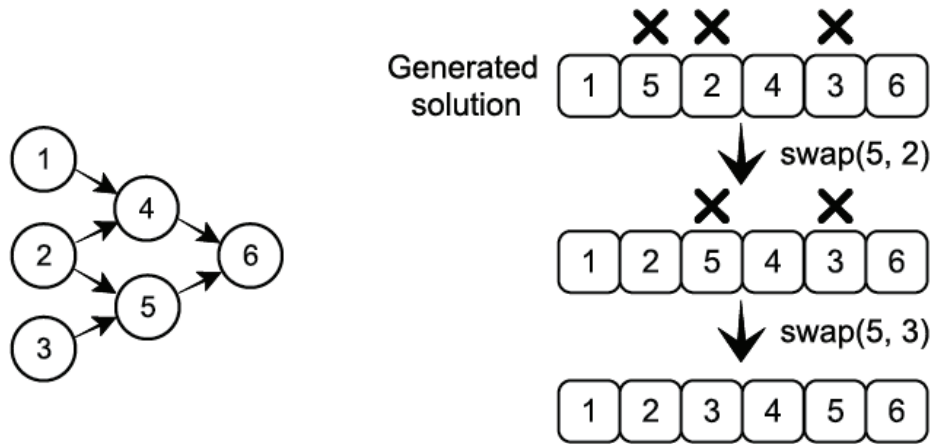 1
2
3
4
5
6
Generated
solution
1 5 2 4 3 6
swap(5, 2)
1 2 5 4 3 6
swap(5, 3)
1 2 3 4 5 6